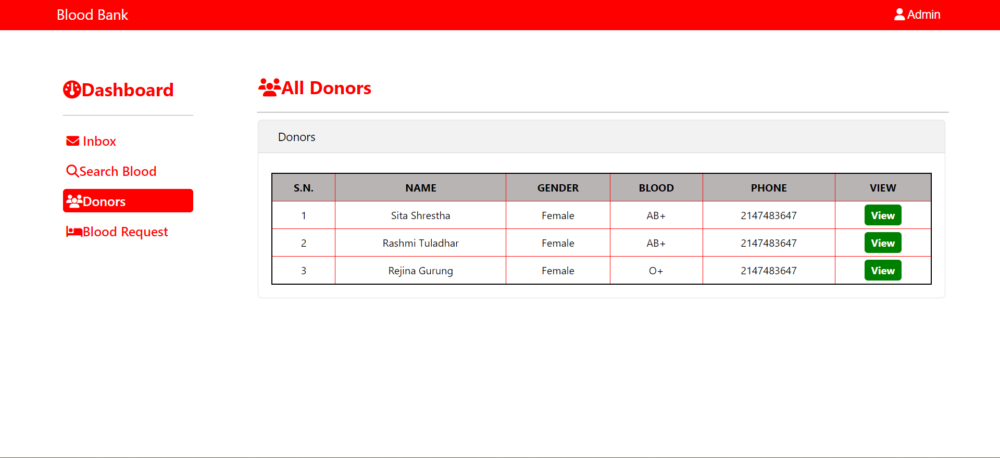 Blood Bank
Admin
Dashboard
Inbox
Search Blood
Donors
Blood Request
All Donors
Donors
S.N. NAME GENDER BLOOD PHONE VIEW
1 Sita Shrestha Female AB+ 2147483647 View
2 Rashmi Tuladhar Female AB+ 2147483647 View
3 Rejina Gurung Female O+ 2147483647 View